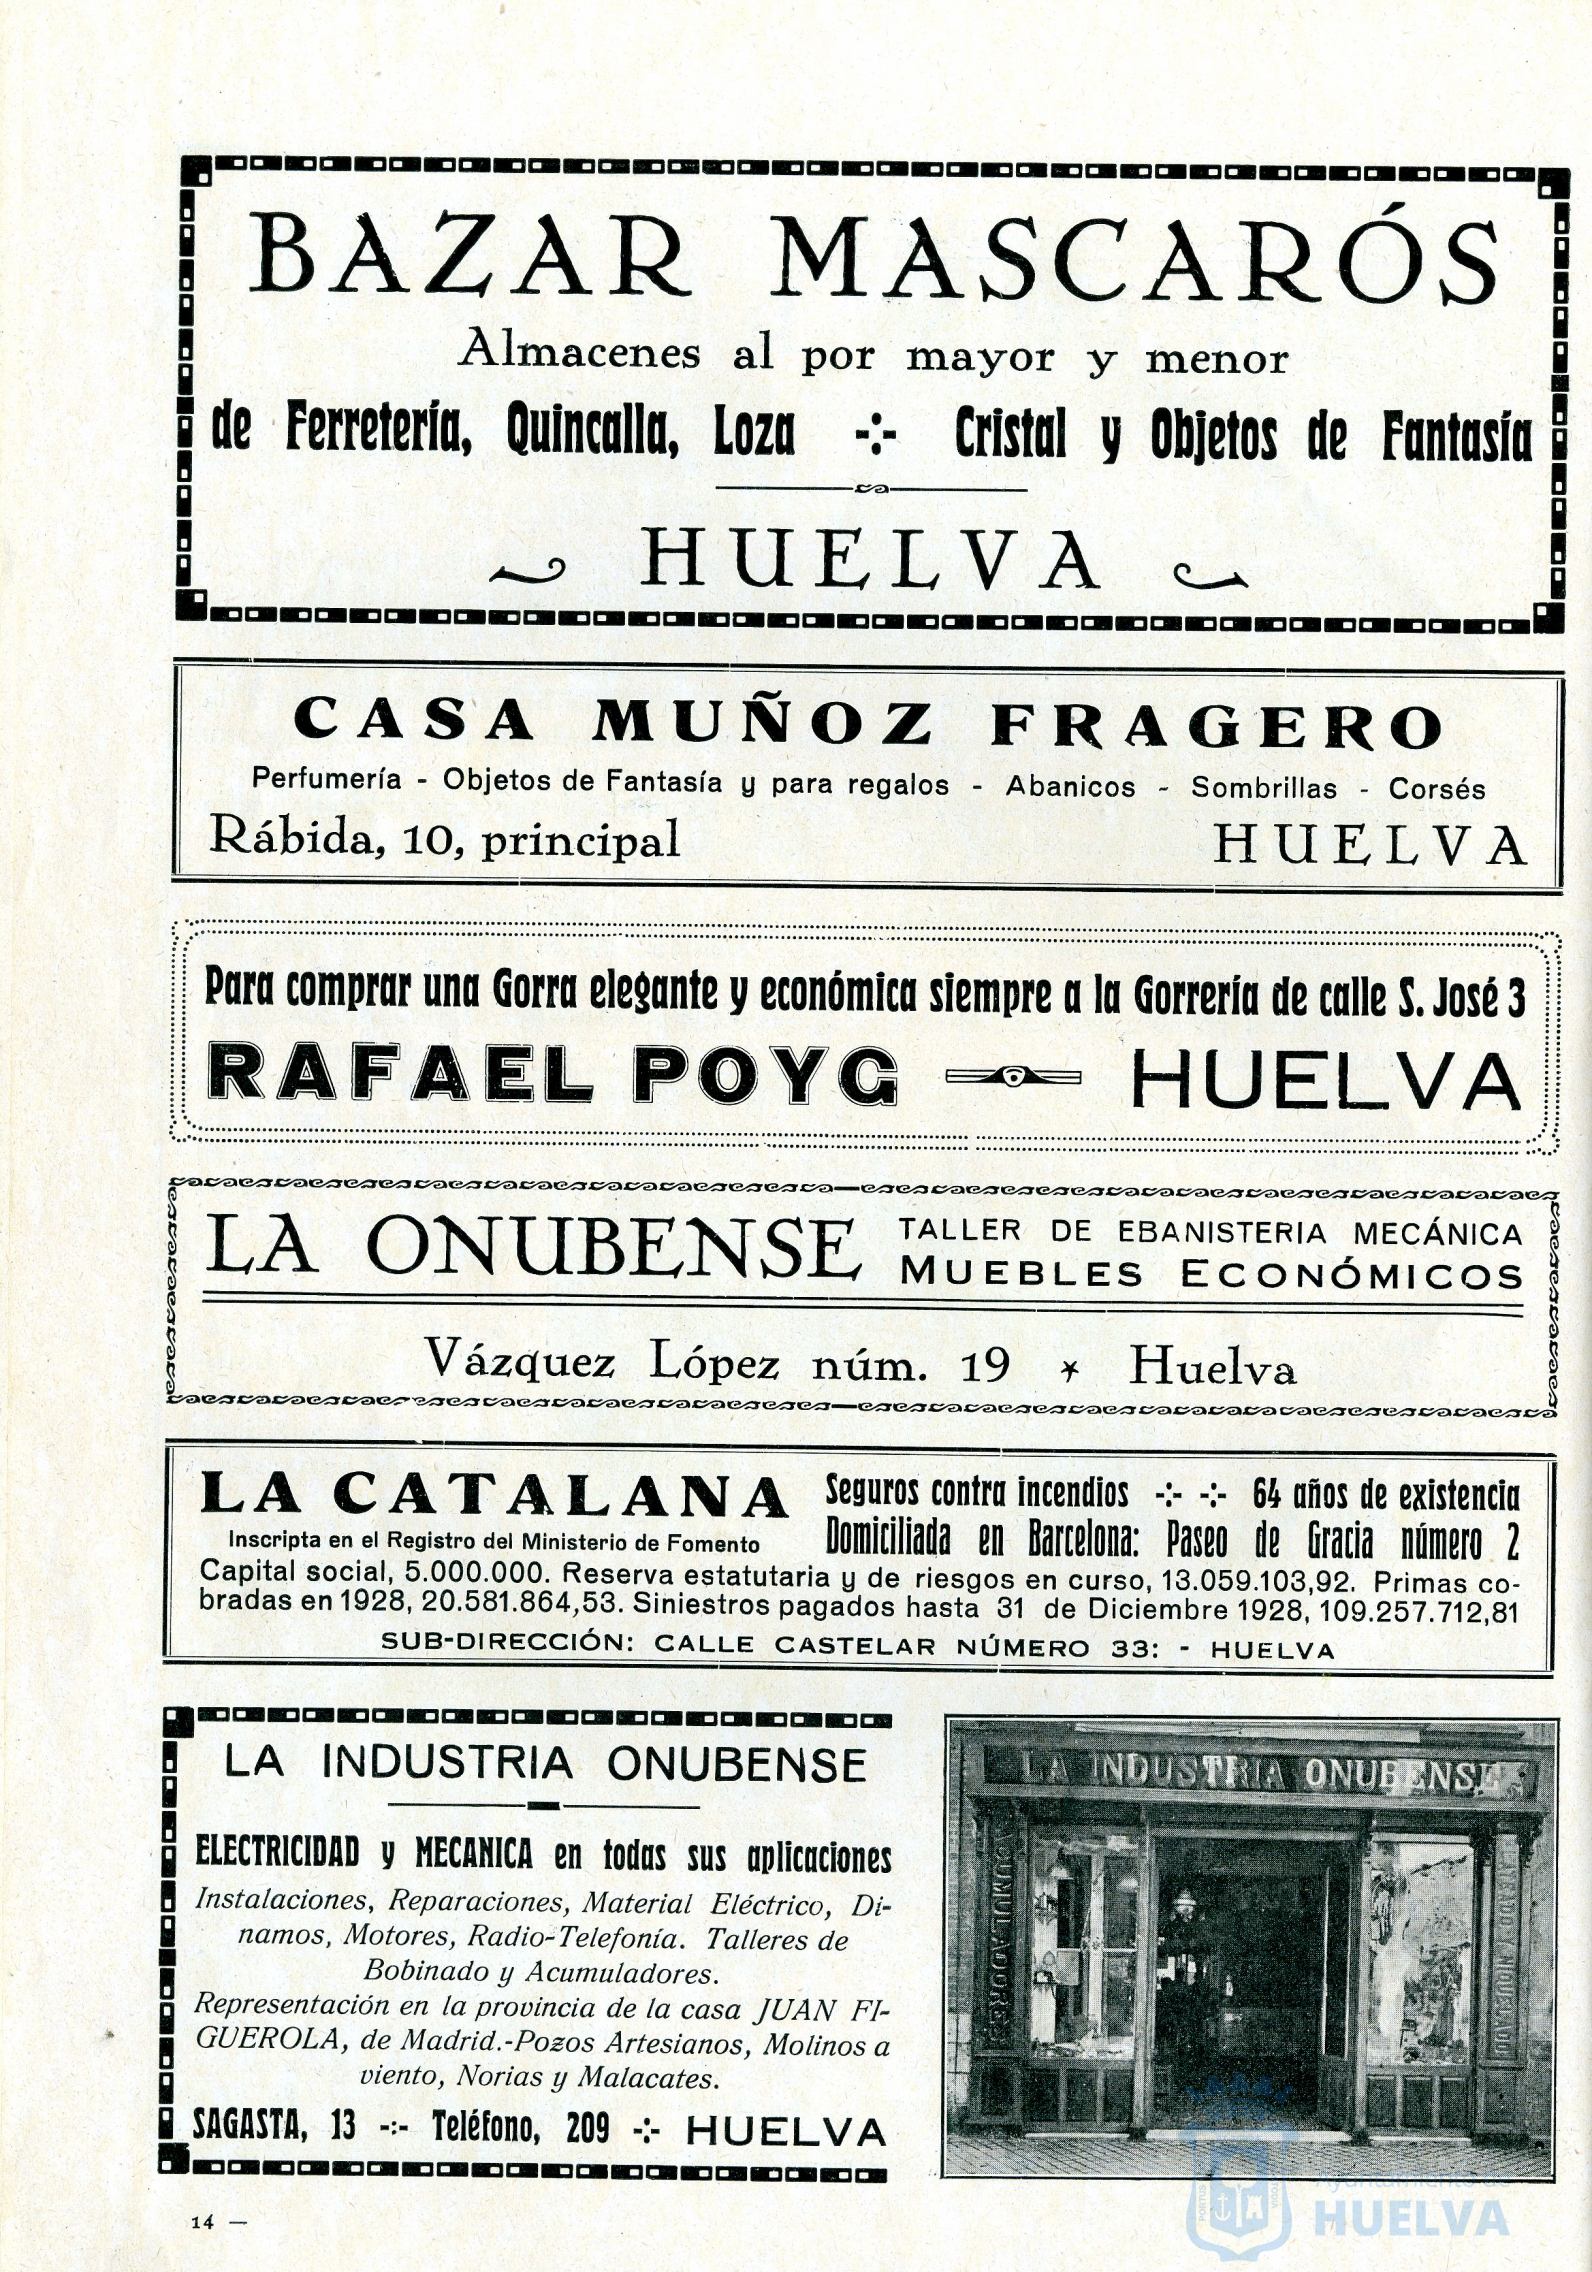 BAZAR MASCARÓS
Almacenes al por mayor y menor
de Ferretería, Quincalla, Loza -:- Cristal y Objetos de Fantasía
HUELVA
CASA MUÑOZ FRAGERO
Perfumería - Objetos de Fantasía y para regalos - Abanicos - Sombrillas - Corsés
Rábida, 10, principal HUELVA
Para comprar una Gorra elegante y económica siempre a la Gorrería de calle S. José 3
RAFAEL POYG HUELVA
LA ONUBENSE
TALLER DE EBANISTERIA MECÁNICA
MUEBLES ECONÓMICOS
Vázquez López núm. 19 * Huelva
LA CATALANA
Inscripta en el Registro del Ministerio de Fomento
Seguros contra incendios -:- -:- 64 años de existencia
Domiciliada en Barcelona: Paseo de Gracia número 2
Capital social, 5.000.000. Reserva estatutaria y de riesgos en curso, 13.059.103,92. Primas co-
bradas en 1928, 20.581.864,53. Siniestros pagados hasta 31 de Diciembre 1928, 109.257.712,81
SUB-DIRECCIÓN: CALLE CASTELAR NÚMERO 33: - HUELVA
LA INDUSTRIA ONUBENSE
ELECTRICIDAD y MECANICA en todas sus aplicaciones
Instalaciones, Reparaciones, Material Eléctrico, Di-
namos, Motores, Radio-Telefonía. Talleres de
Bobinado y Acumuladores.
Representación en la provincia de la casa JUAN FI-
GUEROLA, de Madrid.-Pozos Artesianos, Molinos a
viento, Norias y Malacates.
SAGASTA, 13 -:- Teléfono, 209 -:- HUELVA
LA INDUSTRIA ONUBENSE
ACUMULADORES
PLATEADO Y NIQUELADO
14 —
Ayuntamiento de
HUELVA